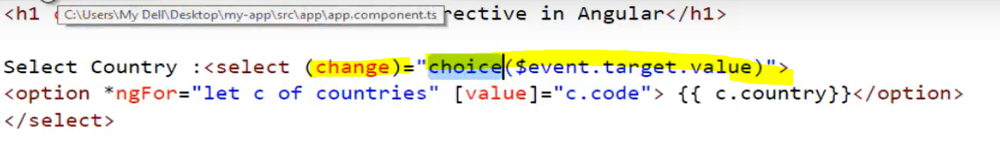 <h1 C:\Users\My Dell\Desktop\my-app\src\app\app.component.ts rective in Angular</h1>
Select Country :<select (change)="choice($event.target.value)">
<option *ngFor="let c of countries" [value]="c.code"> {{ c.country}}</option>
</select>